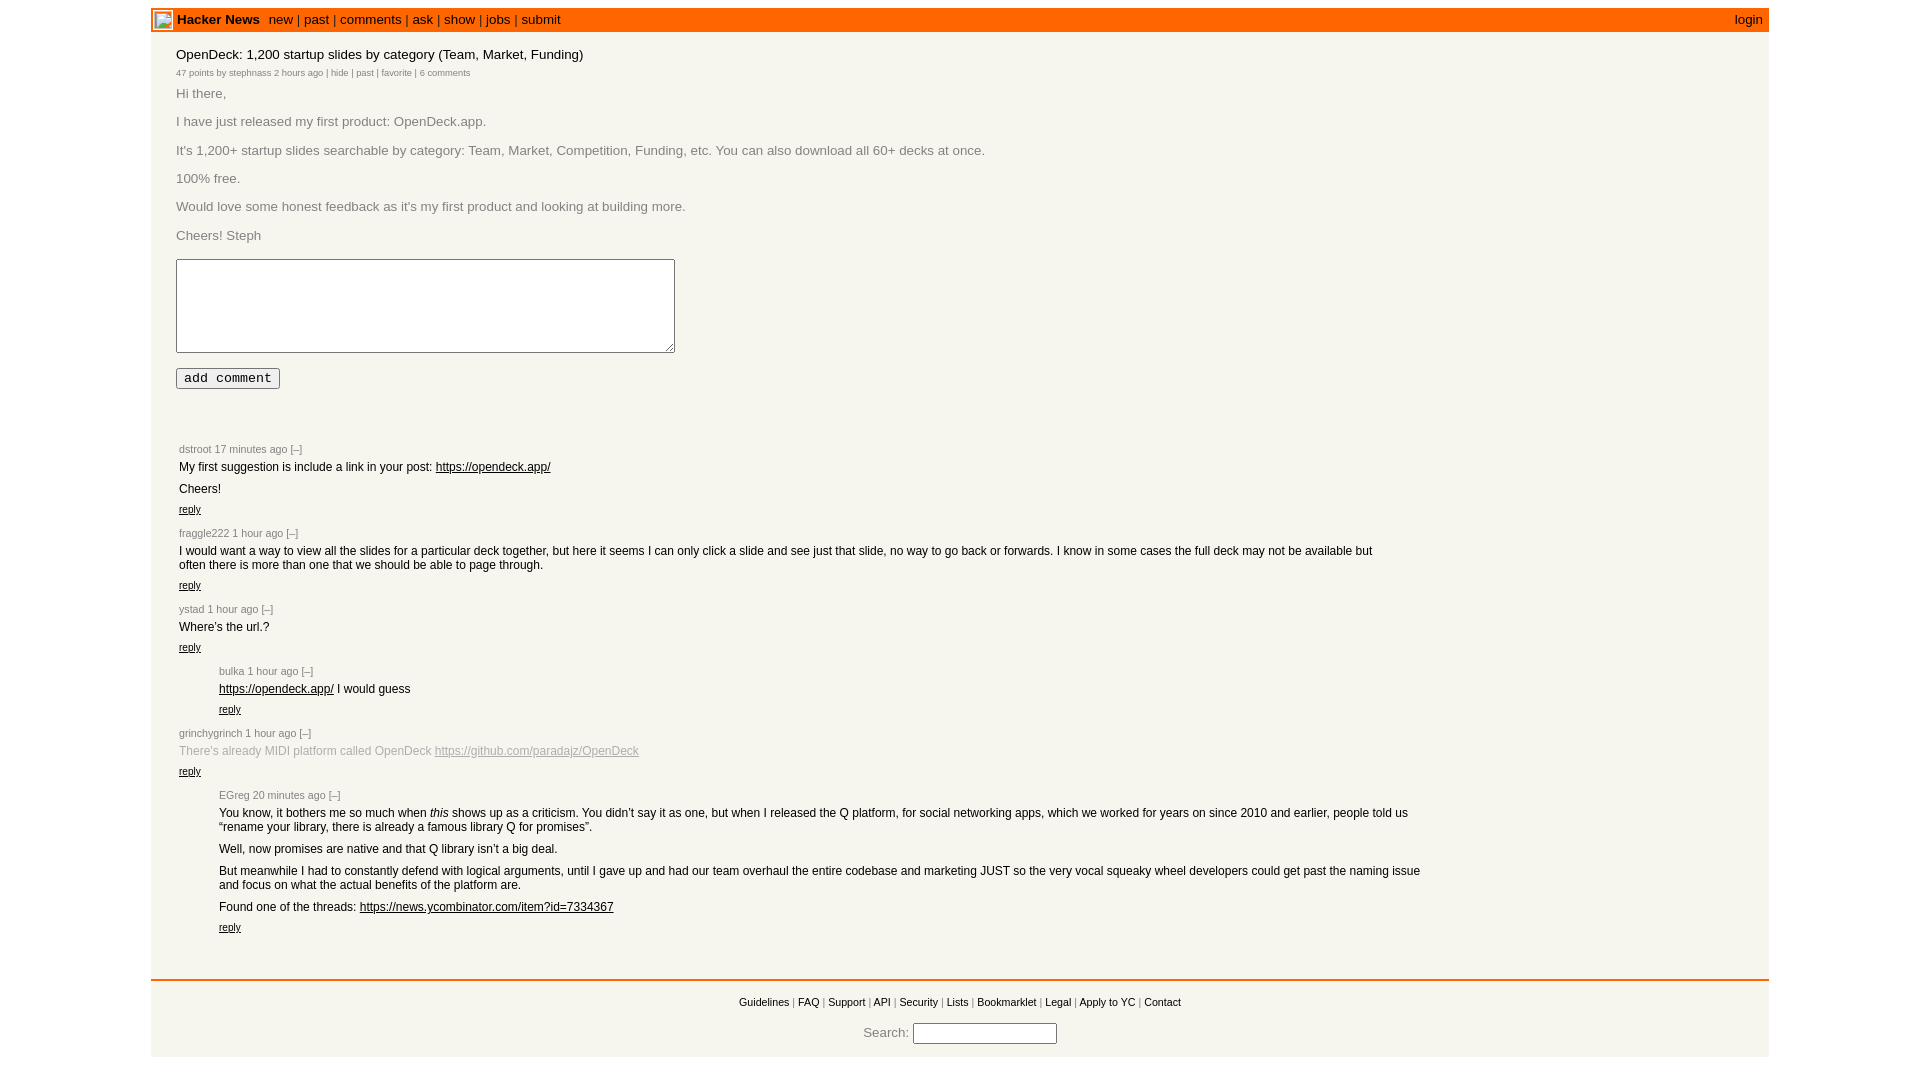 Hacker News new | past | comments | ask | show | jobs | submit login
OpenDeck: 1,200 startup slides by category (Team, Market, Funding)
47 points by stephnass 2 hours ago | hide | past | favorite | 6 comments
Hi there,
I have just released my first product: OpenDeck.app.
It's 1,200+ startup slides searchable by category: Team, Market, Competition, Funding, etc. You can also download all 60+ decks at once.
100% free.
Would love some honest feedback as it's my first product and looking at building more.
Cheers! Steph
add comment
dstroot 17 minutes ago [–]
My first suggestion is include a link in your post: https://opendeck.app/
Cheers!
reply
fraggle222 1 hour ago [–]
I would want a way to view all the slides for a particular deck together, but here it seems I can only click a slide and see just that slide, no way to go back or forwards. I know in some cases the full deck may not be available but
often there is more than one that we should be able to page through.
reply
ystad 1 hour ago [–]
Where’s the url.?
reply
bulka 1 hour ago [–]
https://opendeck.app/ I would guess
reply
grinchygrinch 1 hour ago [–]
There's already MIDI platform called OpenDeck https://github.com/paradajz/OpenDeck
reply
EGreg 20 minutes ago [–]
You know, it bothers me so much when this shows up as a criticism. You didn’t say it as one, but when I released the Q platform, for social networking apps, which we worked for years on since 2010 and earlier, people told us
“rename your library, there is already a famous library Q for promises”.
Well, now promises are native and that Q library isn’t a big deal.
But meanwhile I had to constantly defend with logical arguments, until I gave up and had our team overhaul the entire codebase and marketing JUST so the very vocal squeaky wheel developers could get past the naming issue
and focus on what the actual benefits of the platform are.
Found one of the threads: https://news.ycombinator.com/item?id=7334367
reply
Guidelines | FAQ | Support | API | Security | Lists | Bookmarklet | Legal | Apply to YC | Contact
Search: